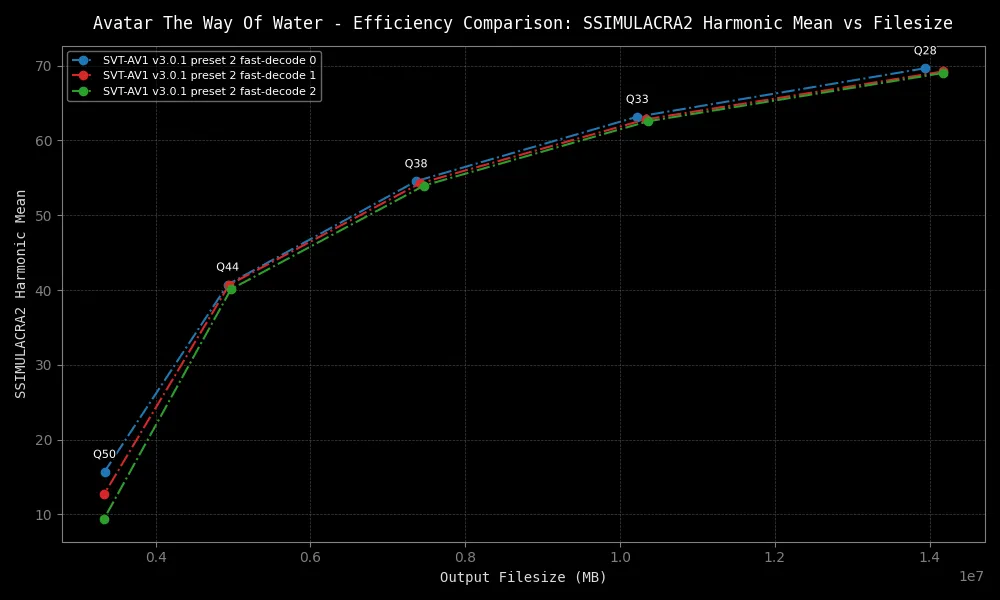 Avatar The Way Of Water - Efficiency Comparison: SSIMULACRA2 Harmonic Mean vs Filesize
SVT-AV1 v3.0.1 preset 2 fast-decode 0
SVT-AV1 v3.0.1 preset 2 fast-decode 1
SVT-AV1 v3.0.1 preset 2 fast-decode 2
Q28
Q33
Q38
Q44
Q50
70
60
50
40
30
20
10
SSIMULACRA2 Harmonic Mean
0.4 0.6 0.8 1.0 1.2 1.4
1e7
Output Filesize (MB)